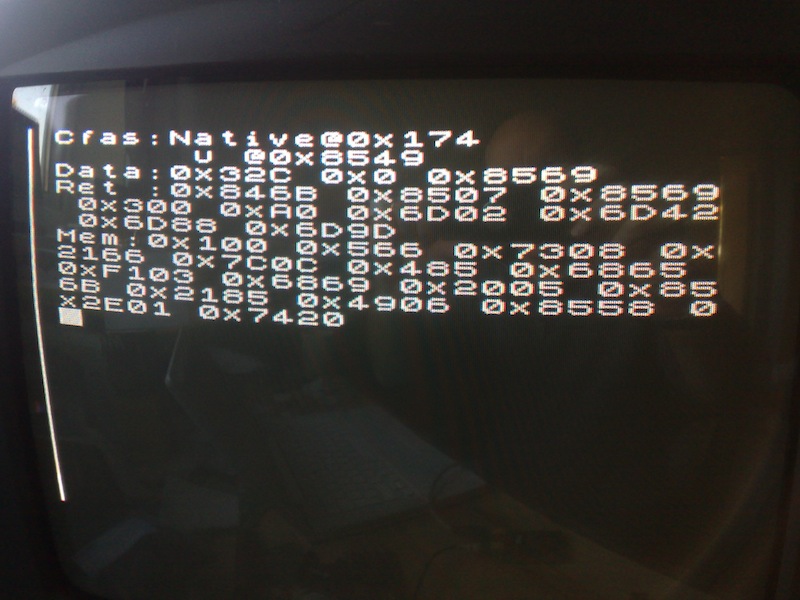 Cfas:Native@0x174
U @0x8549
Data:0x32C 0x0 0x8569
Ret :0x846B 0x8507 0x8569
0x300 0xA0 0x6D02 0x6D42
0x6D88 0x6D9D
Mem:0x100 0x566 0x7308 0x
2166 0x7C0C 0x485 0x6865
0xF103 0x6869 0x2005 0x85
6B 0x2185 0x4906 0x8558 0
x2E01 0x7420